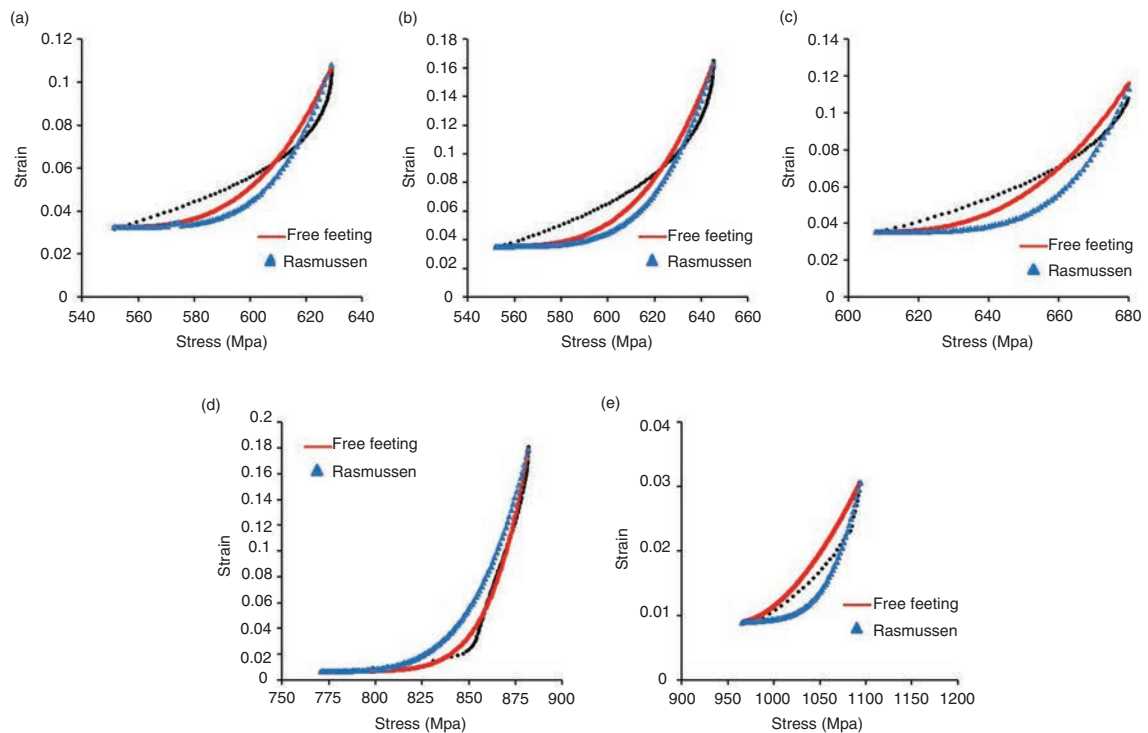 (a)
0.12
0.1
0.08
0.06
0.04
0.02
0
Strain
540 560 580 600 620 640
Stress (Mpa)
Free feeting
Rasmussen
(b)
0.18
0.16
0.14
0.12
0.1
0.08
0.06
0.04
0.02
0
Strain
540 560 580 600 620 640 660
Stress (Mpa)
Free feeting
Rasmussen
(c)
0.14
0.12
0.1
0.08
0.06
0.04
0.02
0
Strain
600 620 640 660 680
Stress (Mpa)
Free feeting
Rasmussen
(d)
0.2
0.18
0.16
0.14
0.12
0.1
0.08
0.06
0.04
0.02
0
Strain
750 775 800 825 850 875 900
Stress (Mpa)
Free feeting
Rasmussen
(e)
0.04
0.03
0.02
0.01
0
Strain
900 950 1000 1050 1100 1150 1200
Stress (Mpa)
Free feeting
Rasmussen